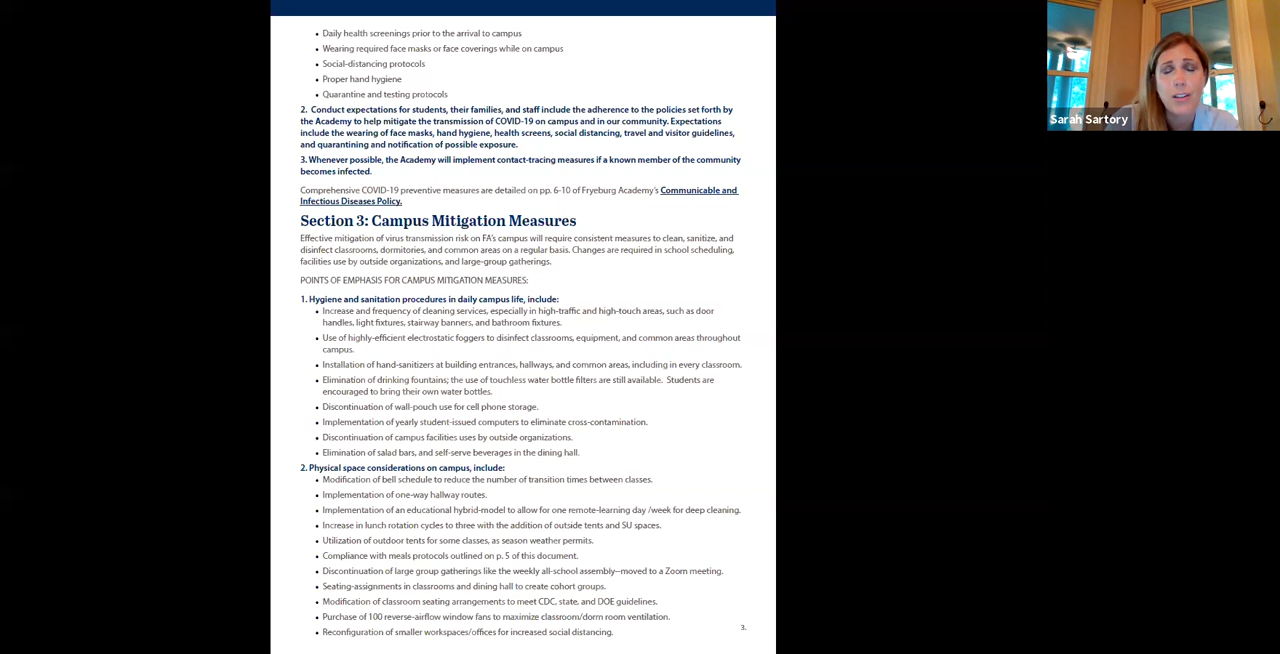 • Daily health screenings prior to the arrival to campus
• Wearing required face masks or face coverings while on campus
• Social-distancing protocols
• Proper hand hygiene
• Quarantine and testing protocols
2. Conduct expectations for students, their families, and staff include the adherence to the policies set forth by
the Academy to help mitigate the transmission of COVID-19 on campus and in our community. Expectations
include the wearing of face masks, hand hygiene, health screens, social distancing, travel and visitor guidelines,
and quarantining and notification of possible exposure.
3. Whenever possible, the Academy will implement contact-tracing measures if a known member of the community
becomes infected.
Comprehensive COVID-19 preventive measures are detailed on pp. 6-10 of Fryeburg Academy's Communicable and
Infectious Diseases Policy.
Section 3: Campus Mitigation Measures
Effective mitigation of virus transmission risk on FA's campus will require consistent measures to clean, sanitize, and
disinfect classrooms, dormitories, and common areas on a regular basis. Changes are required in school scheduling,
facilities use by outside organizations, and large-group gatherings.
POINTS OF EMPHASIS FOR CAMPUS MITIGATION MEASURES:
1. Hygiene and sanitation procedures in daily campus life, include:
• Increase and frequency of cleaning services, especially in high-traffic and high-touch areas, such as door
handles, light fixtures, stairway banners, and bathroom fixtures.
• Use of highly-efficient electrostatic foggers to disinfect classrooms, equipment, and common areas throughout
campus.
• Installation of hand-sanitizers at building entrances, hallways, and common areas, including in every classroom.
• Elimination of drinking fountains; the use of touchless water bottle filters are still available. Students are
encouraged to bring their own water bottles.
• Discontinuation of wall-pouch use for cell phone storage.
• Implementation of yearly student-issued computers to eliminate cross-contamination.
• Discontinuation of campus facilities uses by outside organizations.
• Elimination of salad bars, and self-serve beverages in the dining hall.
2. Physical space considerations on campus, include:
• Modification of bell schedule to reduce the number of transition times between classes.
• Implementation of one-way hallway routes.
• Implementation of an educational hybrid-model to allow for one remote-learning day /week for deep cleaning.
• Increase in lunch rotation cycles to three with the addition of outside tents and SU spaces.
• Utilization of outdoor tents for some classes, as season weather permits.
• Compliance with meals protocols outlined on p. 5 of this document.
• Discontinuation of large group gatherings like the weekly all-school assembly--moved to a Zoom meeting.
• Seating-assignments in classrooms and dining hall to create cohort groups.
• Modification of classroom seating arrangements to meet CDC, state, and DOE guidelines.
• Purchase of 100 reverse-airflow window fans to maximize classroom/dorm room ventilation.
• Reconfiguration of smaller workspaces/offices for increased social distancing.
3.
Sarah Sartory